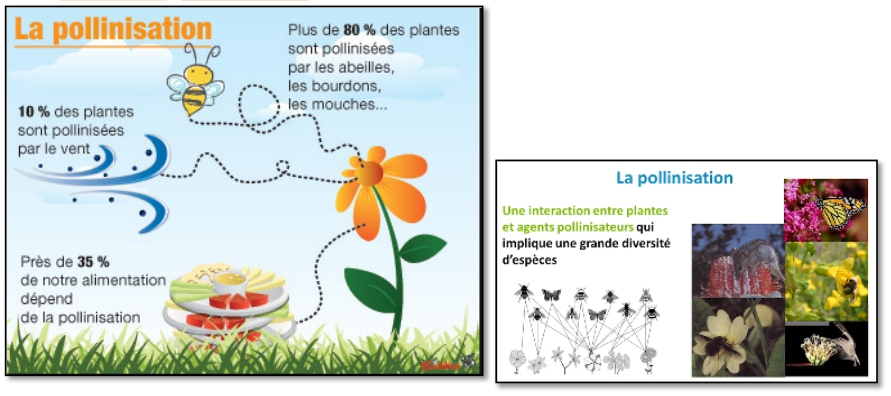 La pollinisation
Plus de 80 % des plantes
sont pollinisées
par les abeilles,
les bourdons,
les mouches...
10 % des plantes
sont pollinisées
par le vent
Près de 35 %
de notre alimentation
dépend
de la pollinisation
La pollinisation
Une interaction entre plantes
et agents pollinisateurs qui
implique une grande diversité
d'espèces